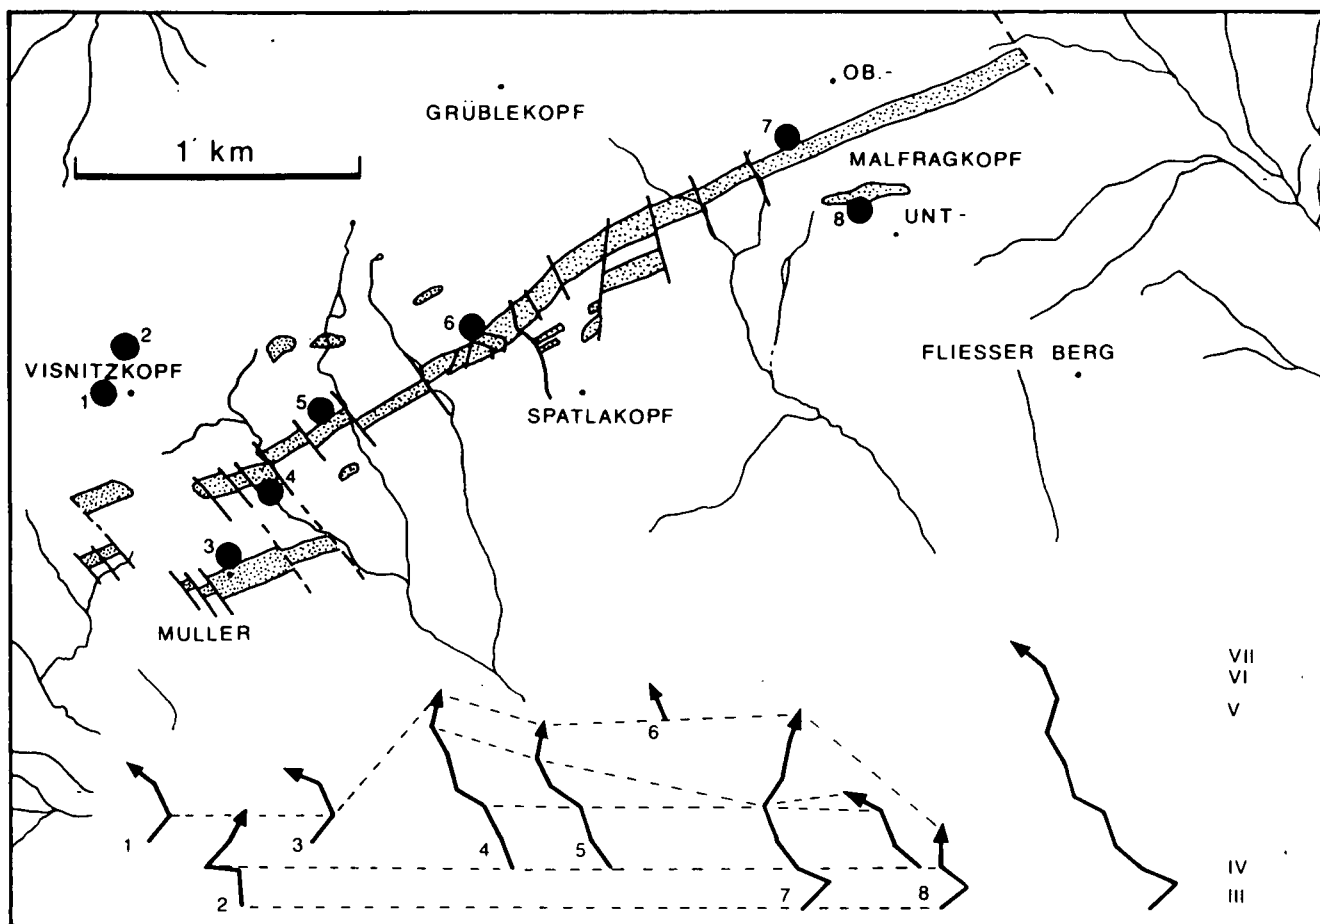 OB.-
GRÜBLEKOPF
7
1 km
MALFRAGKOPF
8
UNT-
6
2
VISNITZKOPF
1
FLIESSER BERG
5
SPATLAKOPF
4
3
MULLER
VII
VI
V
6
1
3
4
5
IV
2
7
8
III